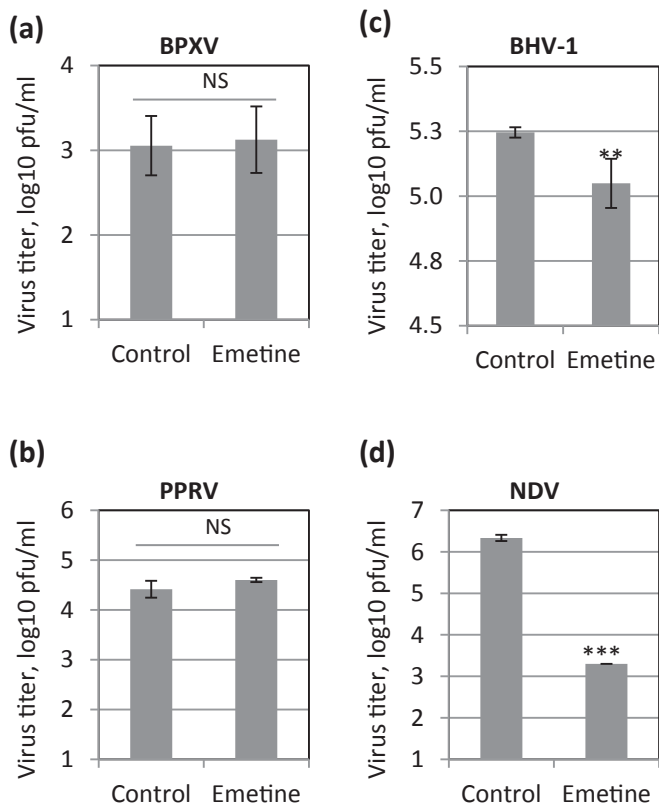 (a)
BPXV
Virus titer, log10 pfu/ml
4
3
2
1
NS
Control Emetine
(c)
BHV-1
Virus titer, log10 pfu/ml
5.5
5.3
5.0
4.8
4.5
**
Control Emetine
(b)
PPRV
Virus titer, log10 pfu/ml
6
5
4
3
2
1
NS
Control Emetine
(d)
NDV
Virus titer, log10 pfu/ml
7
6
5
4
3
2
1
***
Control Emetine